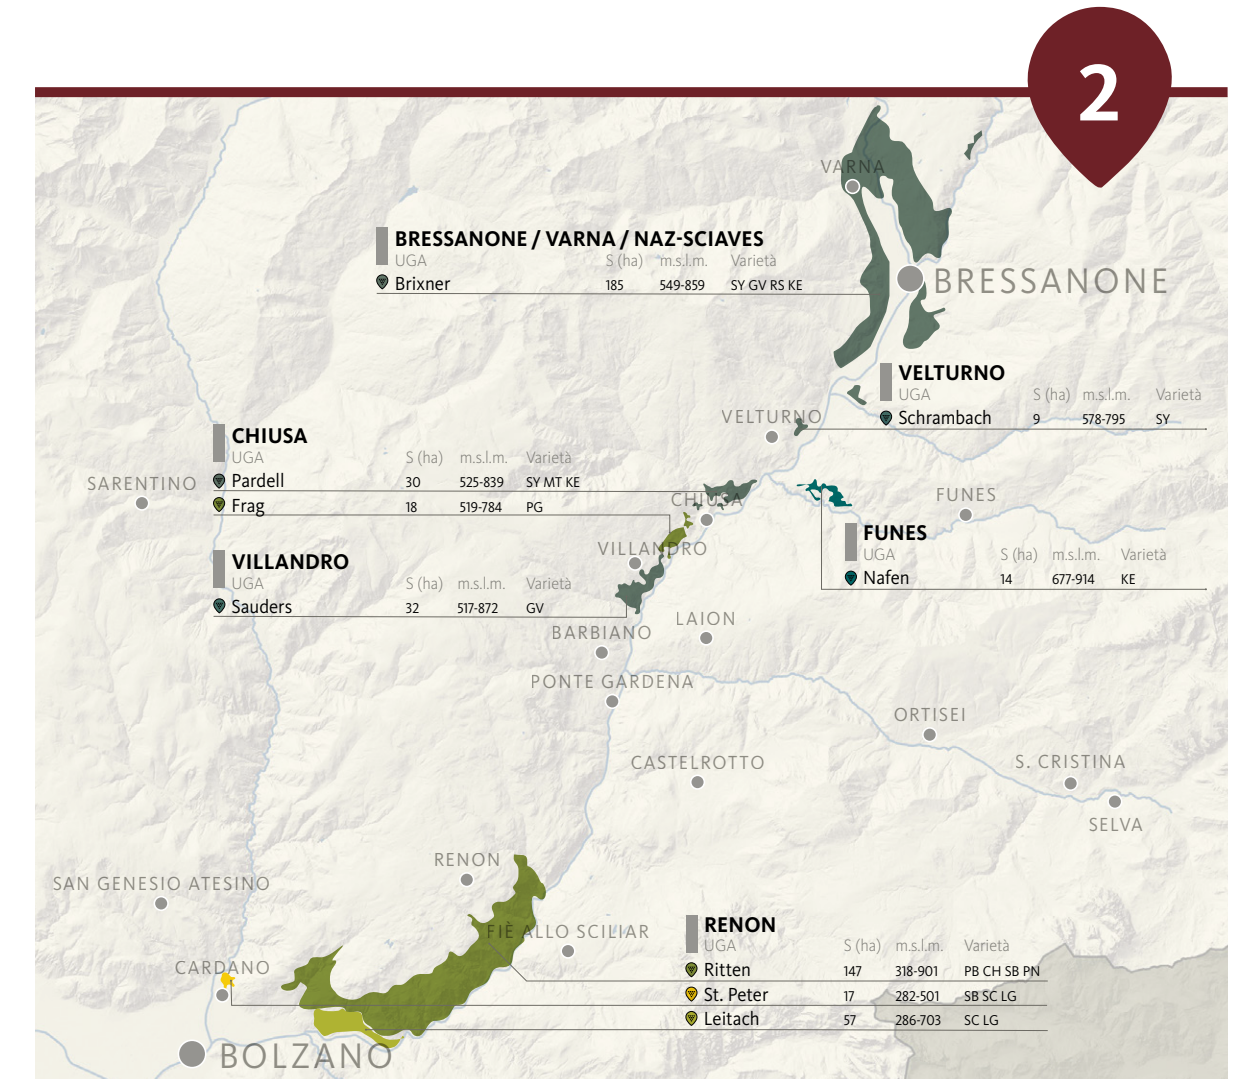 2
VARNA
BRESSANONE / VARNA / NAZ-SCIAVES
UGA S (ha) m.s.l.m. Varietà
Brixner 185 549-859 SY GV RS KE
BRESSANONE
VELTURNO
UGA S (ha) m.s.l.m. Varietà
Schrambach 9 578-795 SY
VELTURNO
CHIUSA
UGA S (ha) m.s.l.m. Varietà
Pardell 30 525-839 SY MT KE
Frag 18 519-784 PG
SARENTINO
CHIUSA
FUNES
FUNES
UGA S (ha) m.s.l.m. Varietà
Nafen 14 677-914 KE
VILLANDRO
VILLANDRO
UGA S (ha) m.s.l.m. Varietà
Sauders 32 517-872 GV
LAION
BARBIANO
PONTE GARDENA
ORTISEI
CASTELROTTO
S. CRISTINA
SELVA
RENON
SAN GENESIO ATESINO
FIÈ ALLO SCILIAR
RENON
UGA S (ha) m.s.l.m. Varietà
Ritten 147 318-901 PB CH SB PN
St. Peter 17 282-501 SB SC LG
Leitach 57 286-703 SC LG
CARDANO
BOLZANO